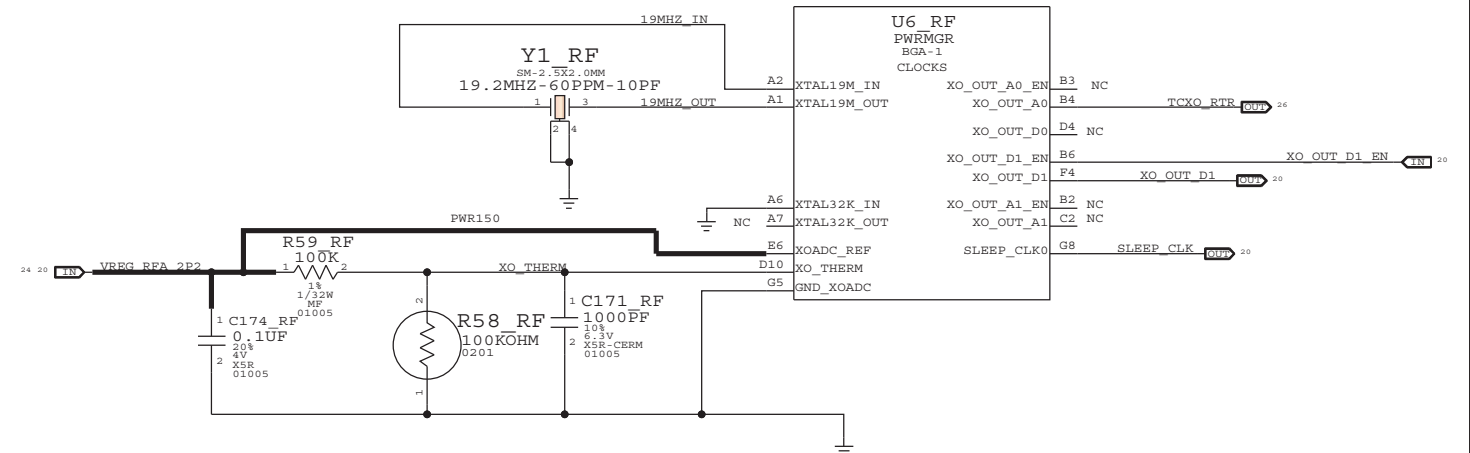 19MHZ_IN
U6_RF
PWRMGR
BGA-1
CLOCKS
Y1_RF
SM-2.5X2.0MM
19.2MHZ-60PPM-10PF
1
3
2
4
19MHZ_OUT
A2
XTAL19M_IN
A1
XTAL19M_OUT
XO_OUT_A0_EN
B3
NC
XO_OUT_A0
B4
TCXO_RTR
OUT
26
XO_OUT_D0
D4
NC
XO_OUT_D1_EN
B6
XO_OUT_D1_EN
IN
20
XO_OUT_D1
F4
XO_OUT_D1
OUT
20
A6
XTAL32K_IN
XO_OUT_A1_EN
B2
NC
NC
A7
XTAL32K_OUT
XO_OUT_A1
C2
NC
PWR150
E6
XOADC_REF
SLEEP_CLK0
G8
SLEEP_CLK
OUT
20
24 20
IN
VREG_RFA_2P2
R59_RF
100K
1
2
1%
1/32W
MF
01005
XO_THERM
D10
XO_THERM
G5
GND_XOADC
1
C174_RF
0.1UF
20%
4V
X5R
01005
2
2
R58_RF
100KOHM
0201
1
1
C171_RF
1000PF
10%
6.3V
X5R-CERM
01005
2